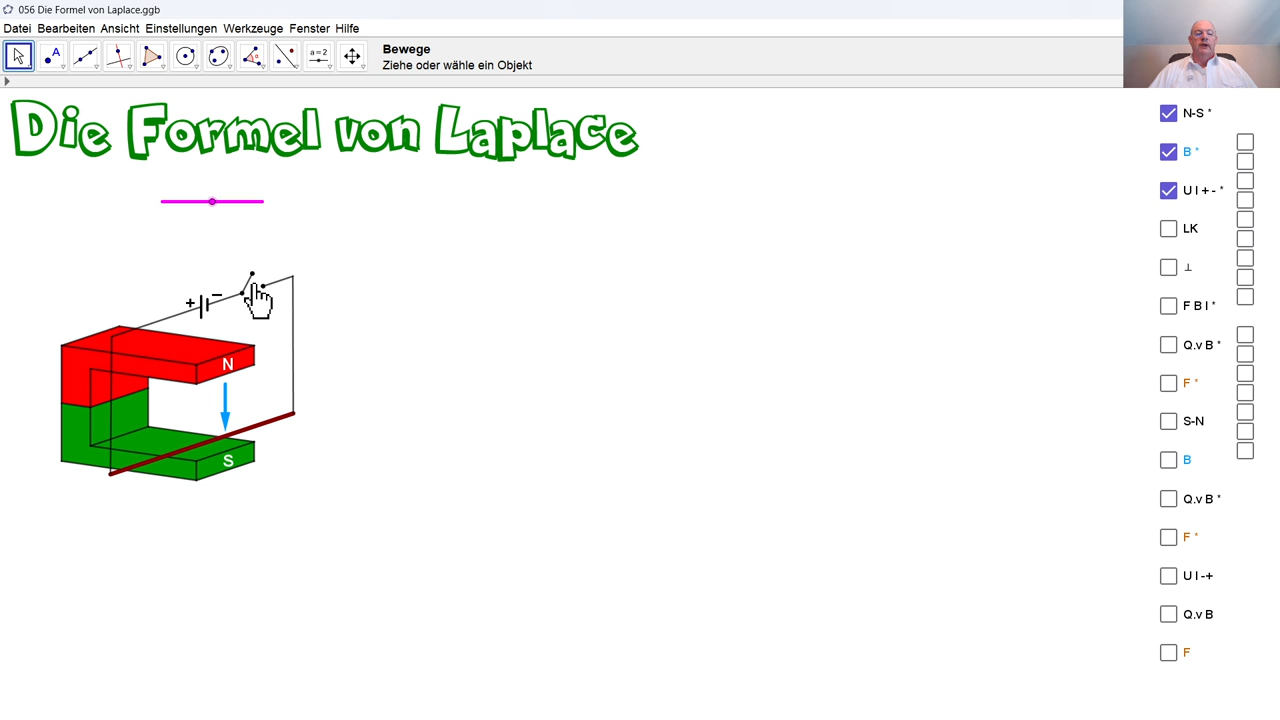 056 Die Formel von Laplace.ggb
Datei Bearbeiten Ansicht Einstellungen Werkzeuge Fenster Hilfe
A
a=2
Bewege
Ziehe oder wähle ein Objekt
Die Formel von Laplace
+ −
N
S
N-S *
B *
U I + - *
LK
⊥
F B I *
Q.v B *
F *
S-N
B
Q.v B *
F *
U I -+
Q.v B
F